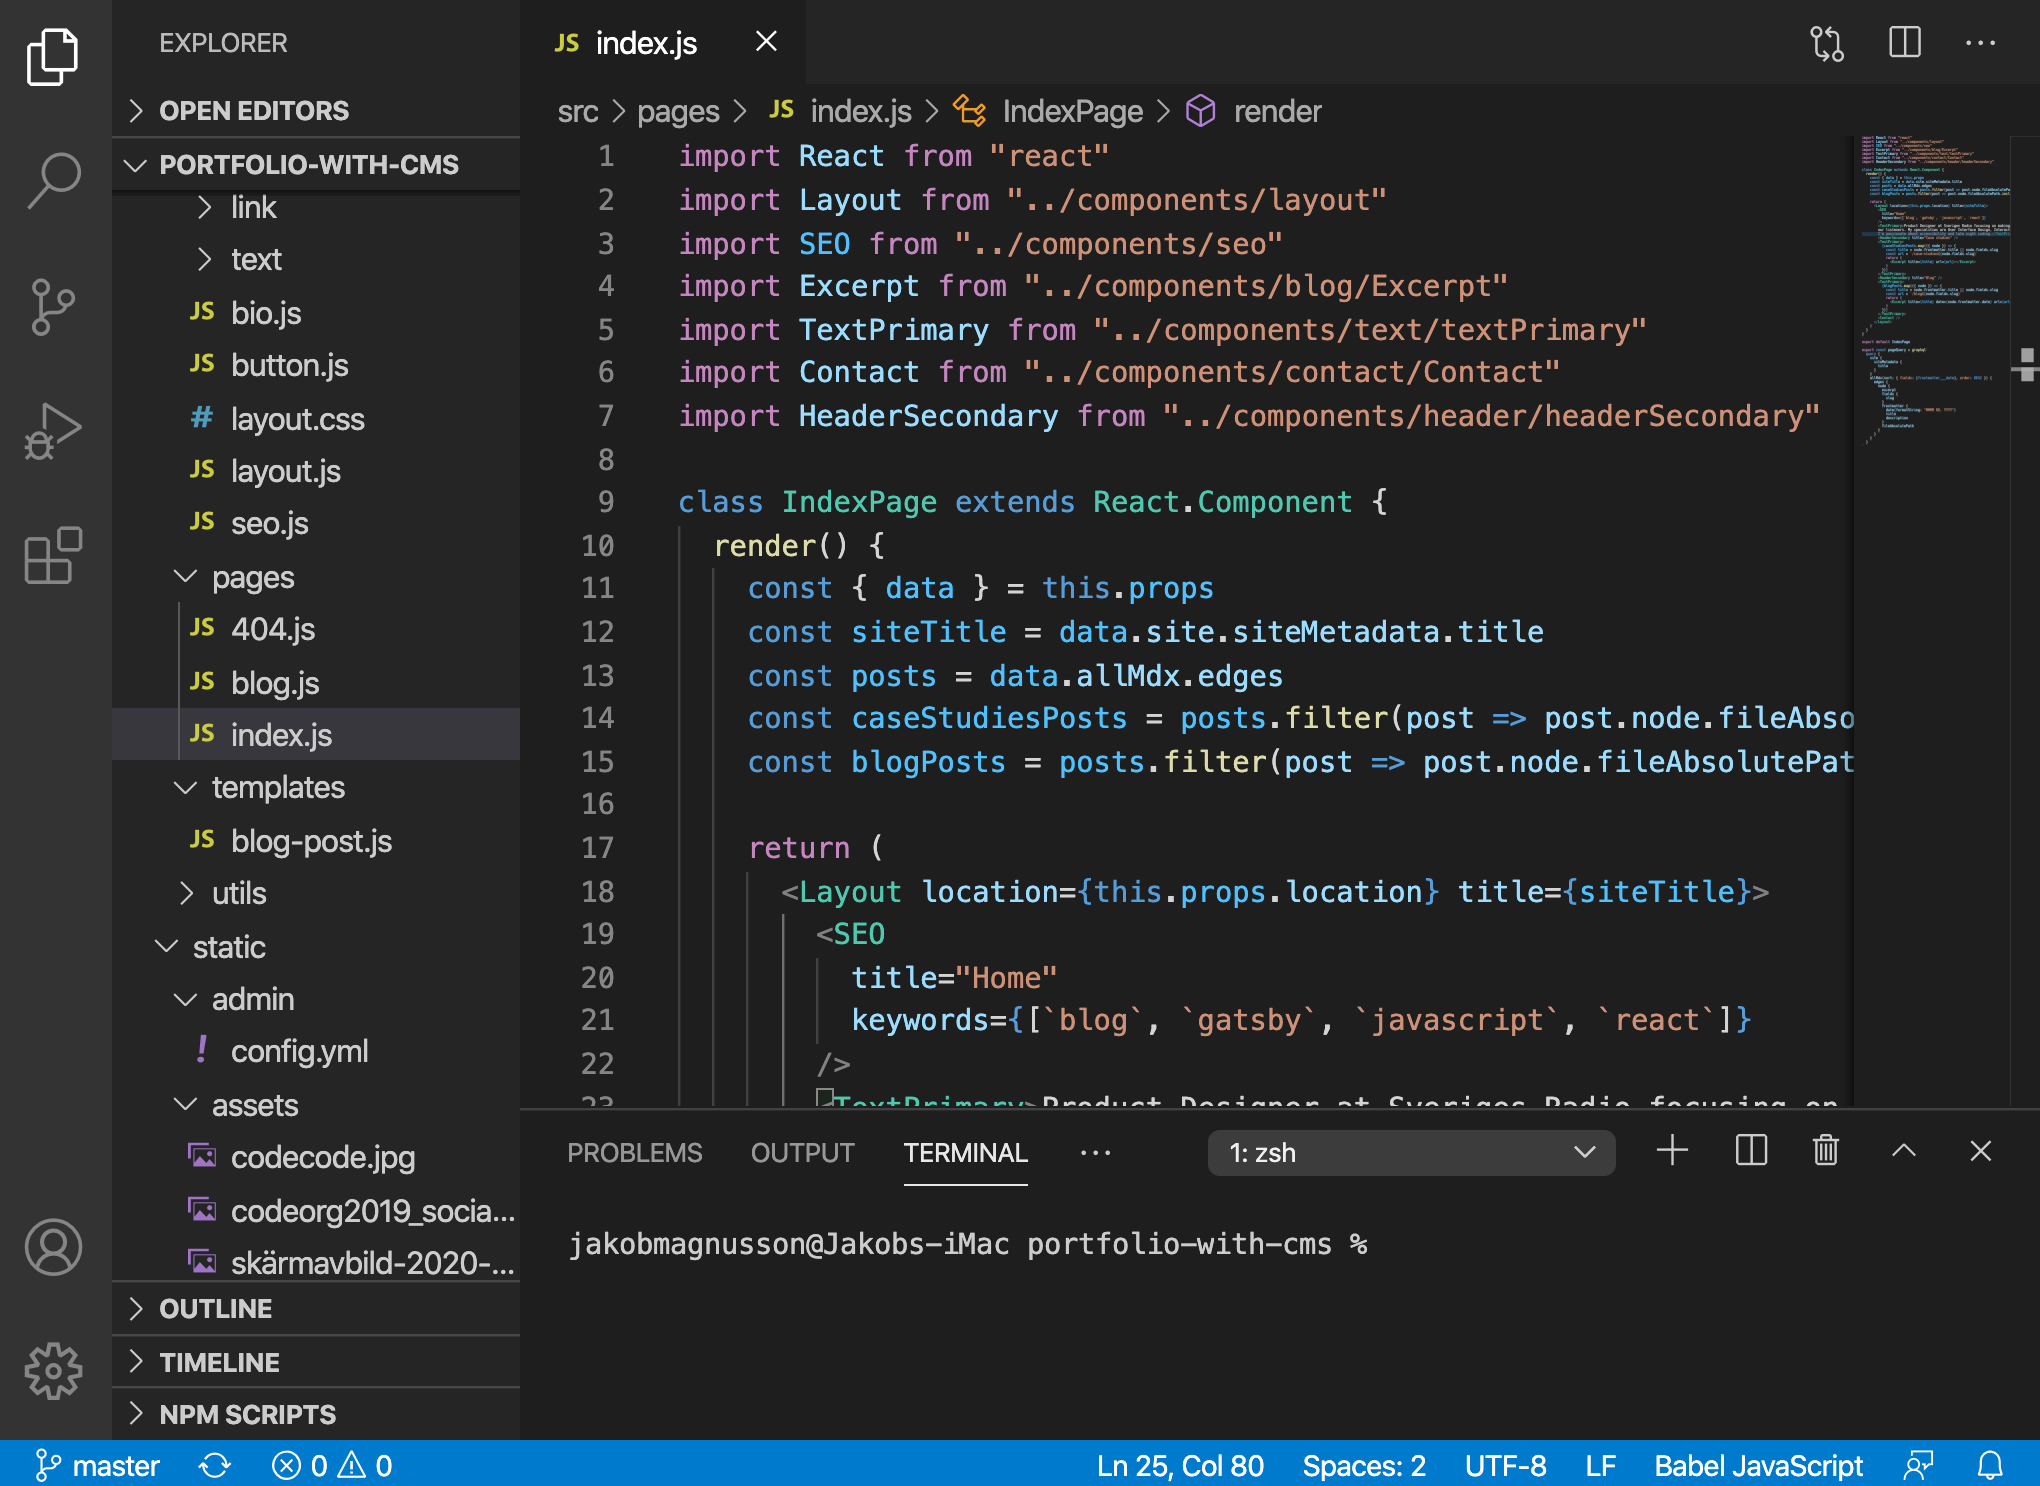 EXPLORER
OPEN EDITORS
PORTFOLIO-WITH-CMS
link
text
JS bio.js
JS button.js
# layout.css
JS layout.js
JS seo.js
pages
JS 404.js
JS blog.js
JS index.js
templates
JS blog-post.js
utils
static
admin
! config.yml
assets
codecode.jpg
codeorg2019_socia...
skärmavbild-2020-...
OUTLINE
TIMELINE
NPM SCRIPTS
JS index.js
src > pages > JS index.js > IndexPage > render
1 import React from "react"
2 import Layout from "../components/layout"
3 import SEO from "../components/seo"
4 import Excerpt from "../components/blog/Excerpt"
5 import TextPrimary from "../components/text/textPrimary"
6 import Contact from "../components/contact/Contact"
7 import HeaderSecondary from "../components/header/headerSecondary"
8
9 class IndexPage extends React.Component {
10 render() {
11 const { data } = this.props
12 const siteTitle = data.site.siteMetadata.title
13 const posts = data.allMdx.edges
14 const caseStudiesPosts = posts.filter(post => post.node.fileAbso
15 const blogPosts = posts.filter(post => post.node.fileAbsolutePat
16
17 return (
18 <Layout location={this.props.location} title={siteTitle}>
19 <SEO
20 title="Home"
21 keywords={[`blog`, `gatsby`, `javascript`, `react`]}
22 />
23 <TextPrimary>Product Designer at Sveriges Radio focusing on
PROBLEMS OUTPUT TERMINAL ... 1: zsh
jakobmagnusson@Jakobs-iMac portfolio-with-cms %
master 0 0 Ln 25, Col 80 Spaces: 2 UTF-8 LF Babel JavaScript